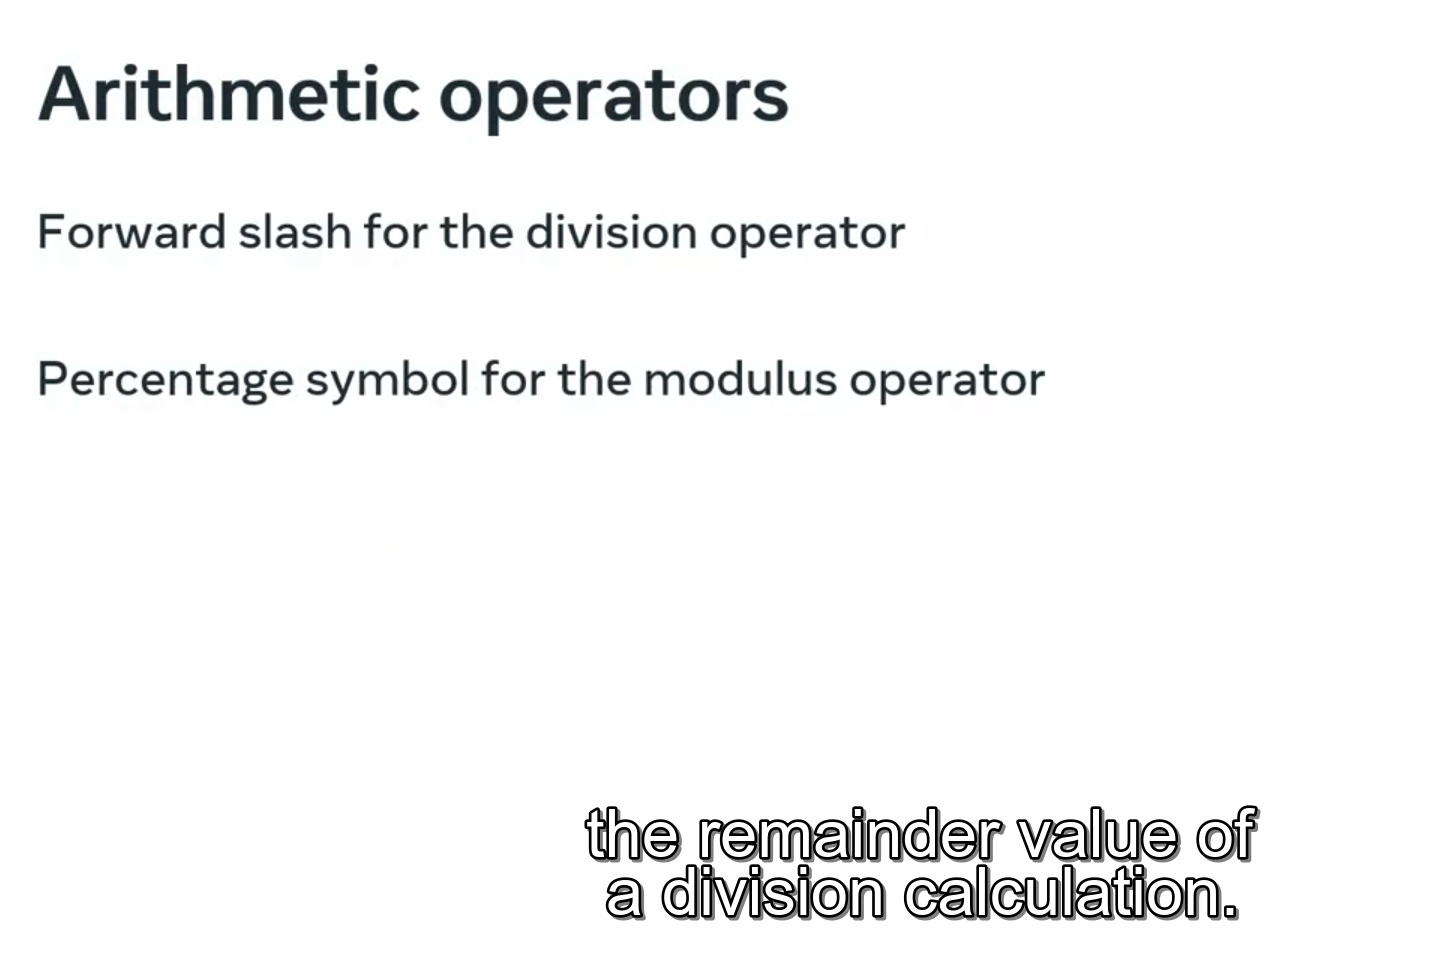 Arithmetic operators
Forward slash for the division operator
Percentage symbol for the modulus operator
the remainder value of
a division calculation.